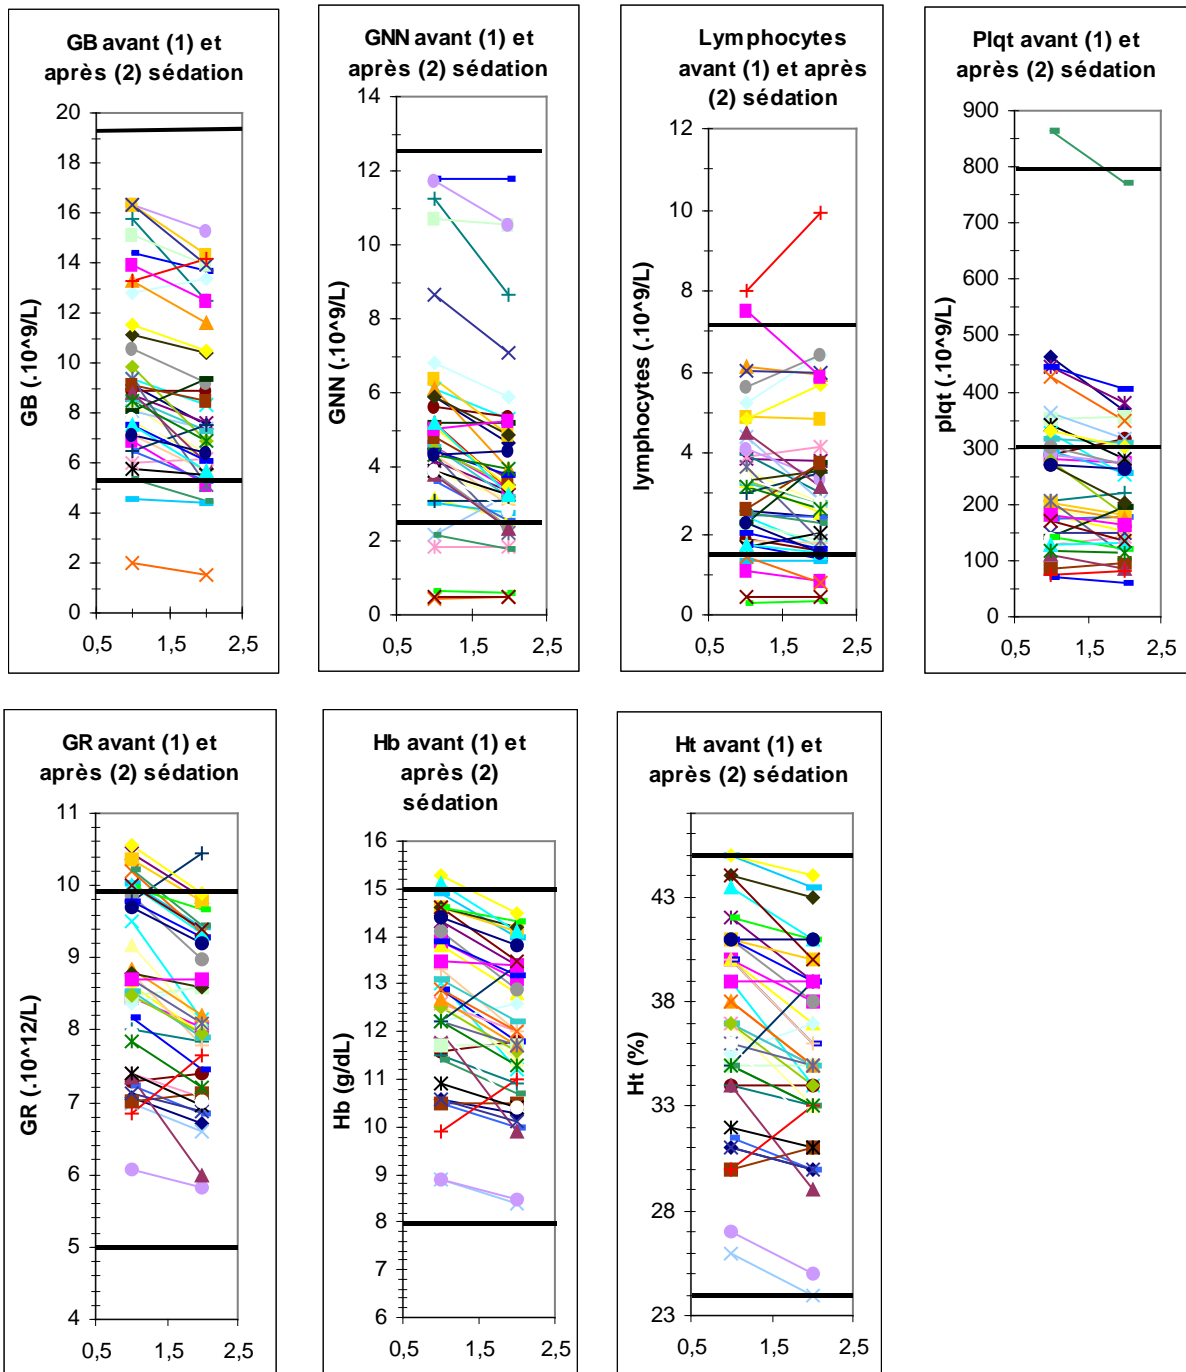 GB avant (1) et
après (2) sédation
GB (.10^9/L)
20
18
16
14
12
10
8
6
4
2
0
0,5 1,5 2,5
GNN avant (1) et
après (2) sédation
GNN (.10^9/L)
14
12
10
8
6
4
2
0
0,5 1,5 2,5
Lymphocytes
avant (1) et après
(2) sédation
lymphocytes (.10^9/L)
12
10
8
6
4
2
0
0,5 1,5 2,5
Plqt avant (1) et
après (2) sédation
plqt (.10^9/L)
900
800
700
600
500
400
300
200
100
0
0,5 1,5 2,5
GR avant (1) et
après (2) sédation
GR (.10^12/L)
11
10
9
8
7
6
5
4
0,5 1,5 2,5
Hb avant (1) et
après (2)
sédation
Hb (g/dL)
16
15
14
13
12
11
10
9
8
7
6
0,5 1,5 2,5
Ht avant (1) et
après (2) sédation
Ht (%)
43
38
33
28
23
0,5 1,5 2,5